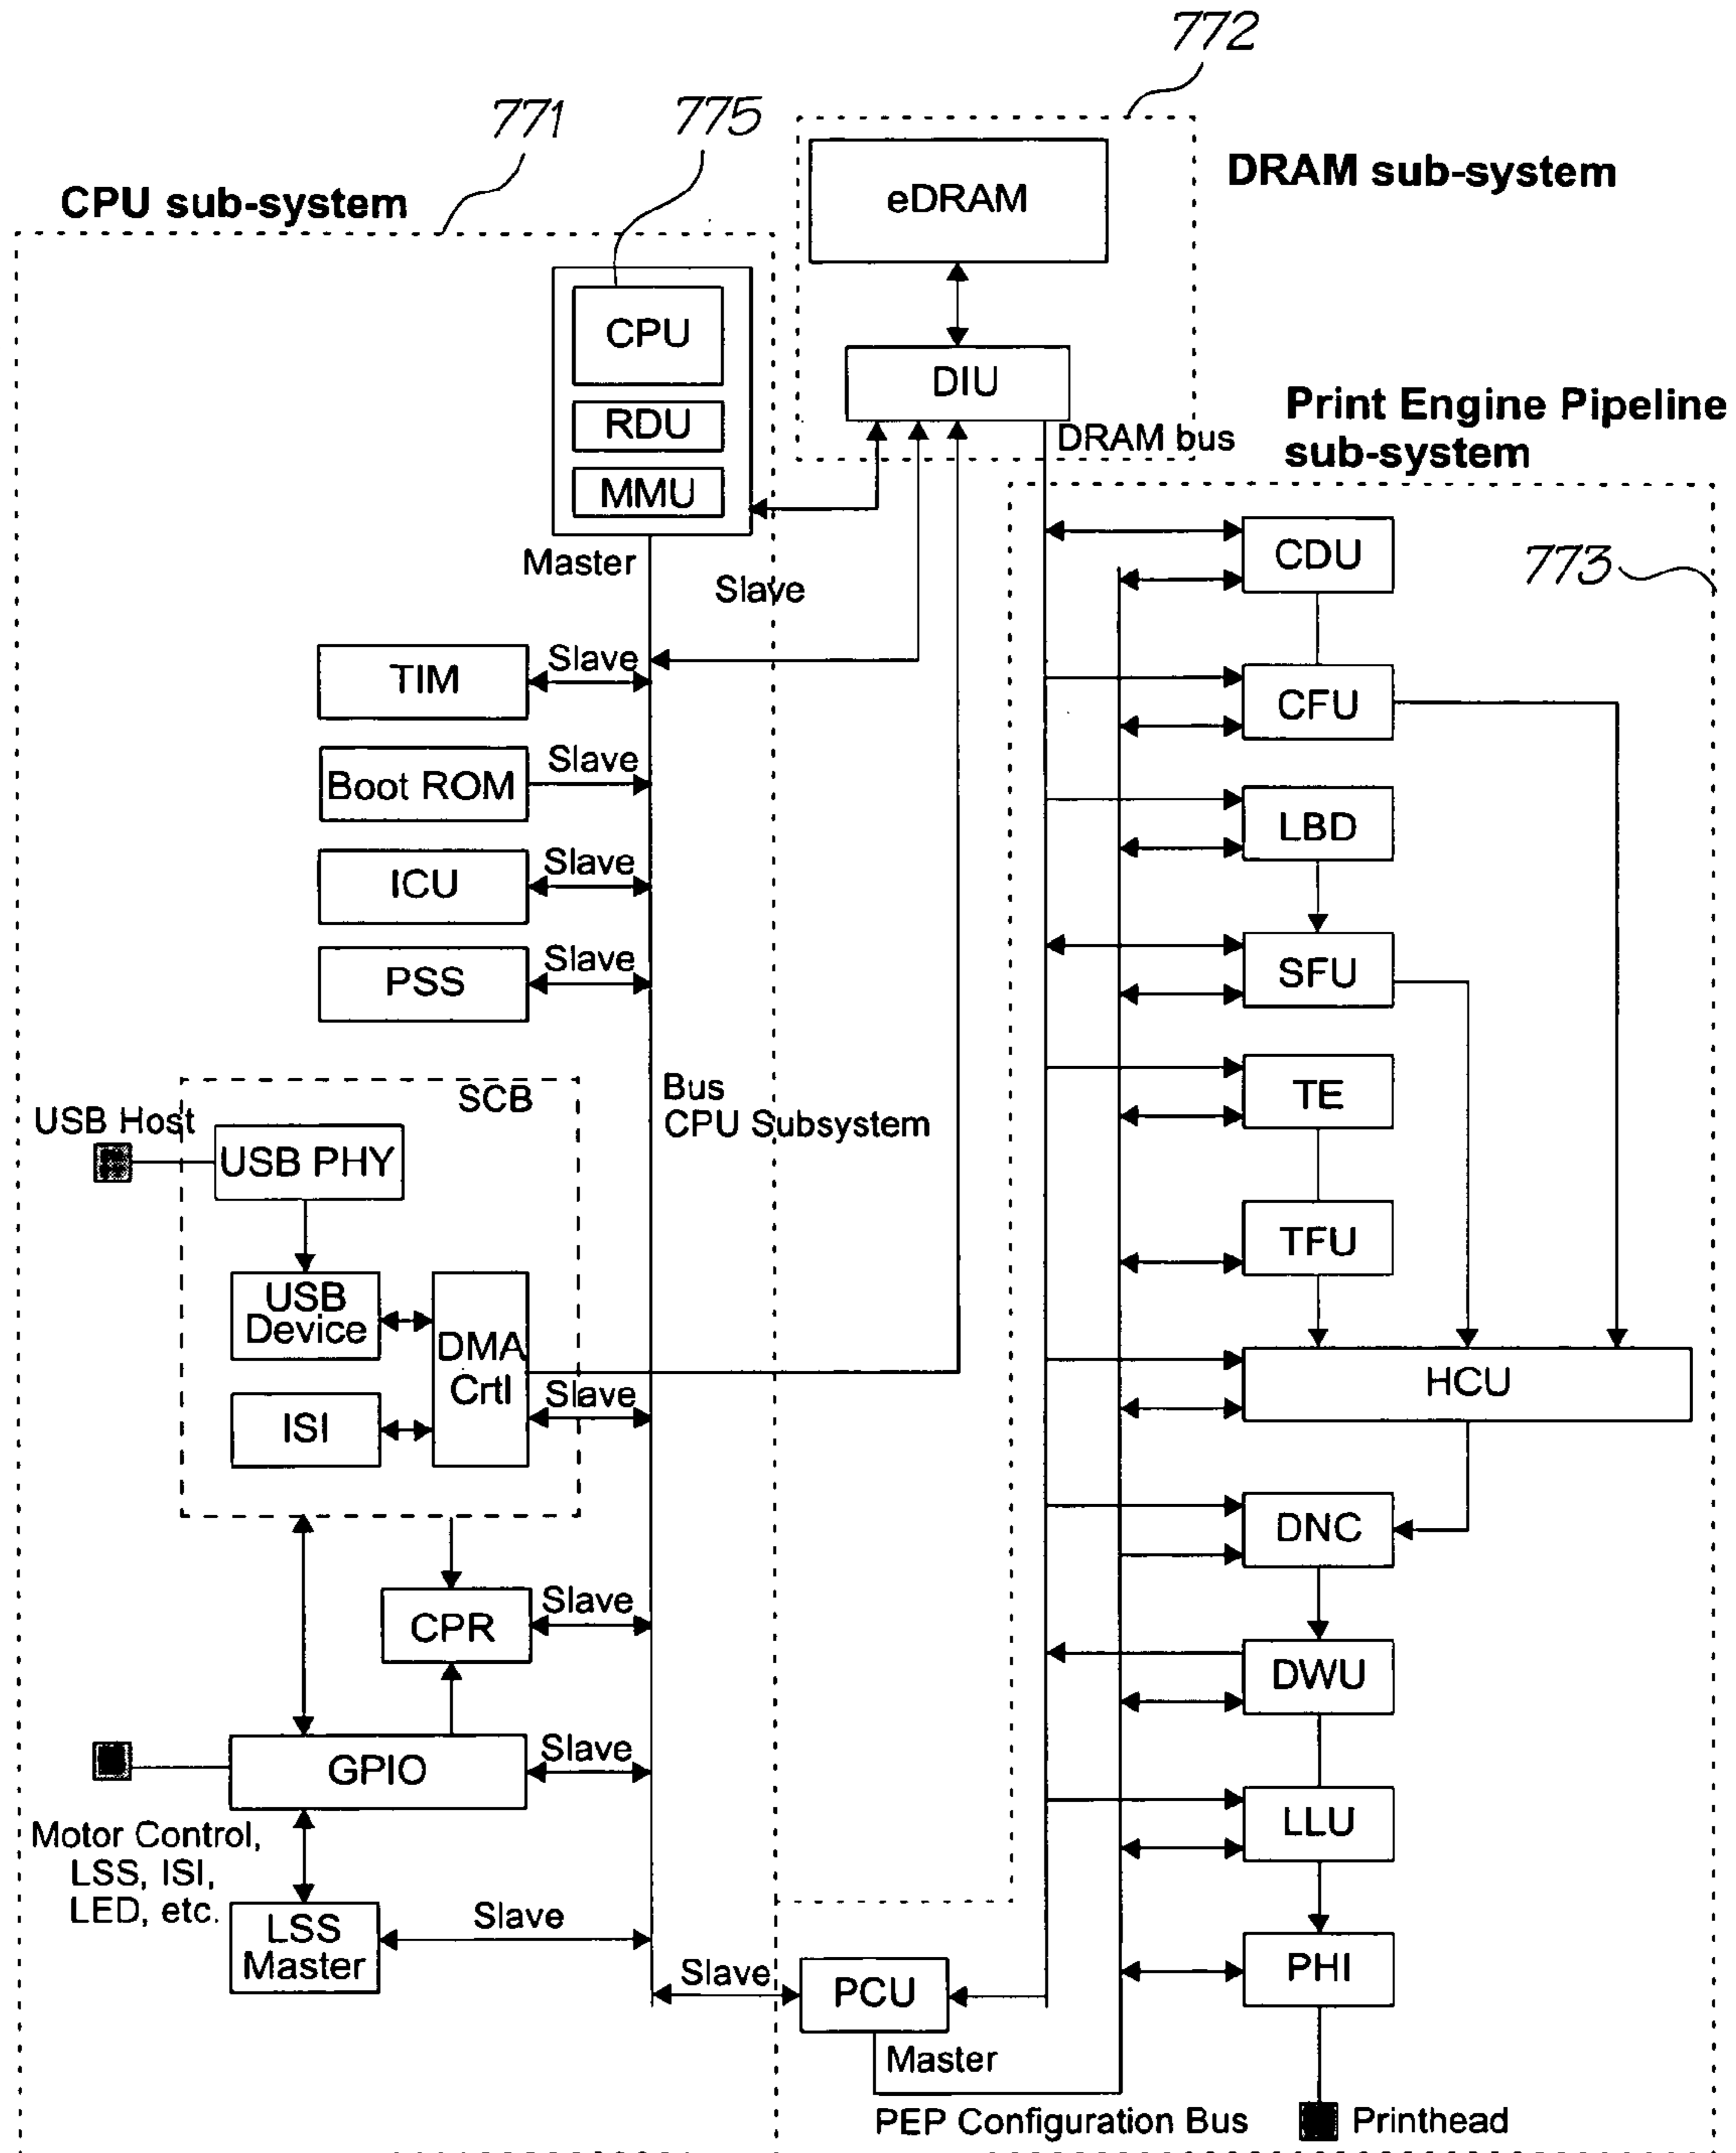 772
771
775
DRAM sub-system
CPU sub-system
eDRAM
CPU
DIU
RDU
MMU
DRAM bus
Print Engine Pipeline
sub-system
Master
Slave
CDU
773
TIM
Slave
CFU
Boot ROM
Slave
LBD
ICU
Slave
PSS
Slave
SFU
SCB
Bus
CPU Subsystem
TE
USB Host
USB PHY
TFU
USB
Device
DMA
Crtl
Slave
ISI
HCU
DNC
CPR
Slave
DWU
GPIO
Slave
Motor Control,
LSS, ISI,
LED, etc.
LLU
LSS
Master
Slave
PHI
Slave
PCU
Master
PEP Configuration Bus
Printhead